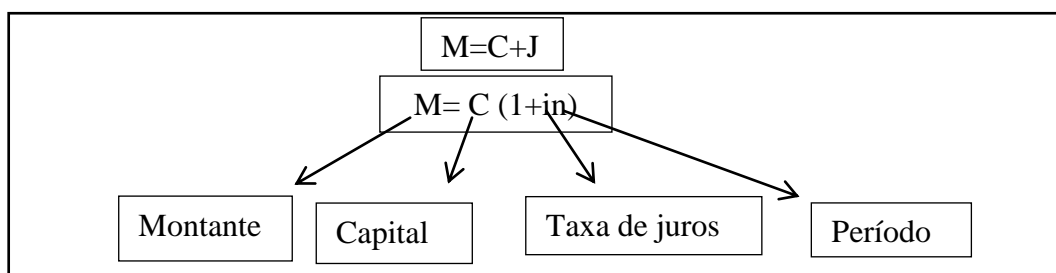 M=C+J
M= C (1+in)
Montante
Capital
Taxa de juros
Período